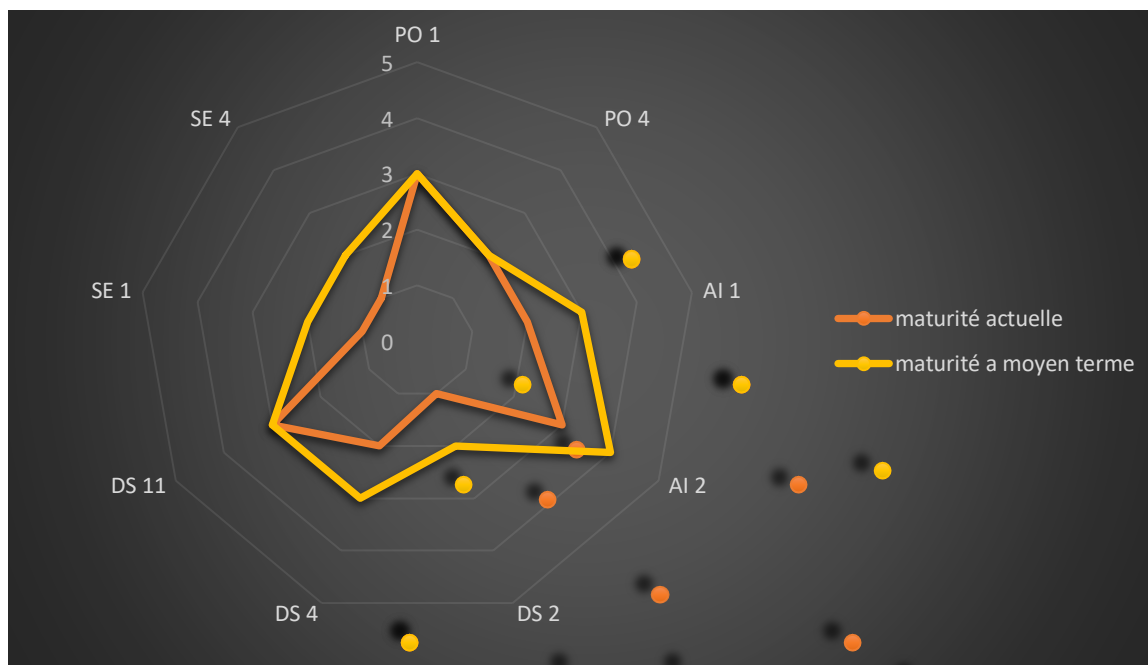 PO 1
5
SE 4
PO 4
4
3
2
SE 1
AI 1
1
maturité actuelle
0
maturité a moyen terme
DS 11
AI 2
DS 4
DS 2